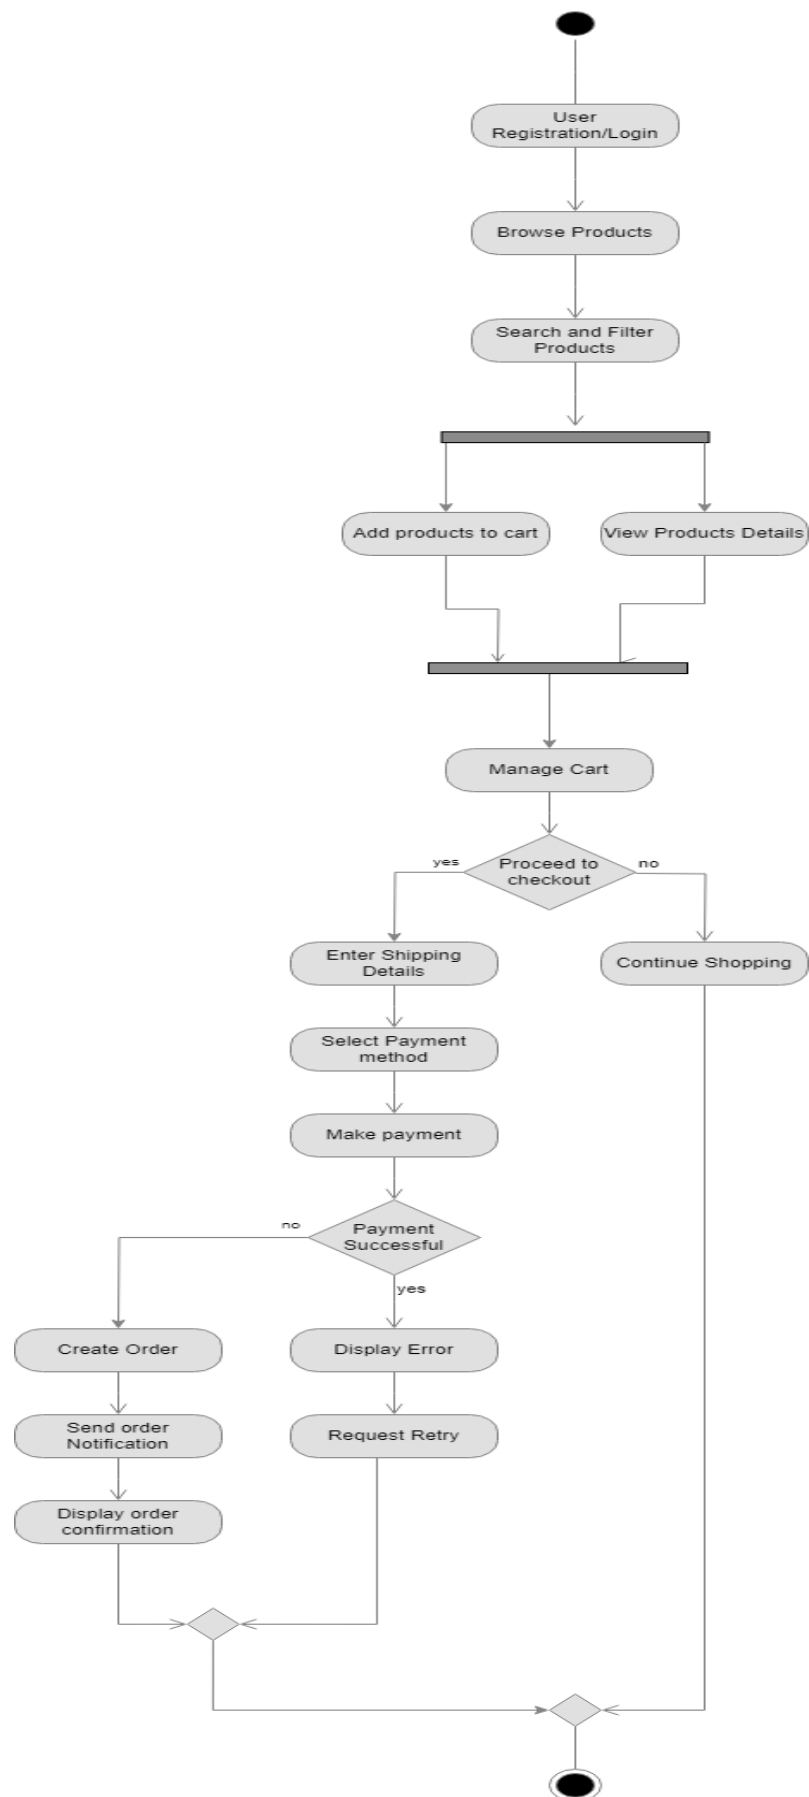 User
Registration/Login
Browse Products
Search and Filter
Products
Add products to cart
View Products Details
Manage Cart
yes
Proceed to
checkout
no
Enter Shipping
Details
Continue Shopping
Select Payment
method
Make payment
no
Payment
Successful
yes
Create Order
Display Error
Send order
Notification
Request Retry
Display order
confirmation